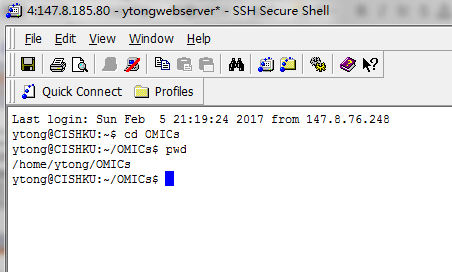 4:147.8.185.80 - ytongwebserver* - SSH Secure Shell
File Edit View Window Help
Quick Connect Profiles
Last login: Sun Feb  5 21:19:24 2017 from 147.8.76.248
ytong@CISHKU:~$ cd OMICs
ytong@CISHKU:~/OMICs$ pwd
/home/ytong/OMICs
ytong@CISHKU:~/OMICs$